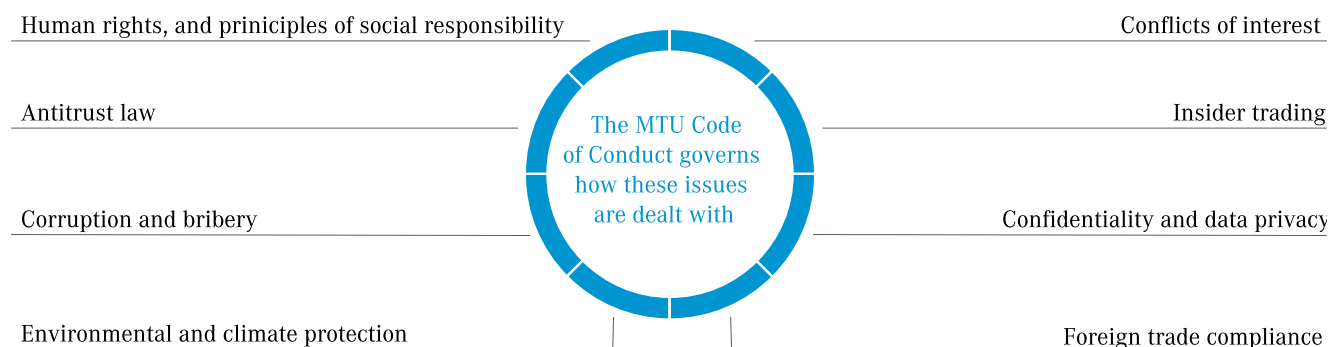 Human rights, and priniciples of social responsibility
Conflicts of interest
Antitrust law
Insider trading
The MTU Code
of Conduct governs
how these issues
are dealt with
Corruption and bribery
Confidentiality and data privacy
Environmental and climate protection
Foreign trade compliance